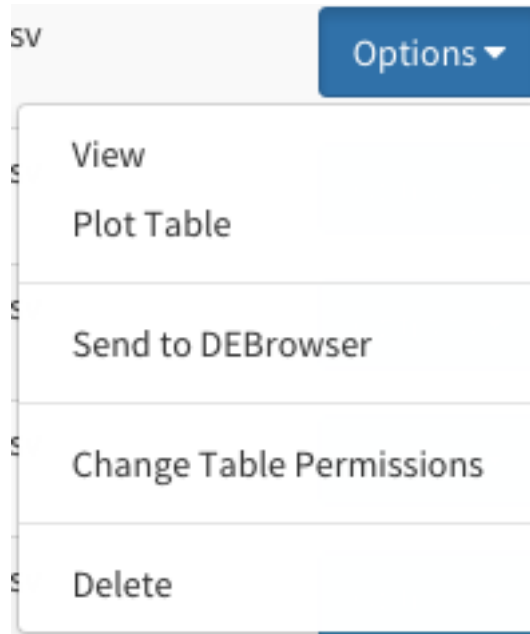 sv
Options
View
Plot Table
Send to DEBrowser
Change Table Permissions
Delete